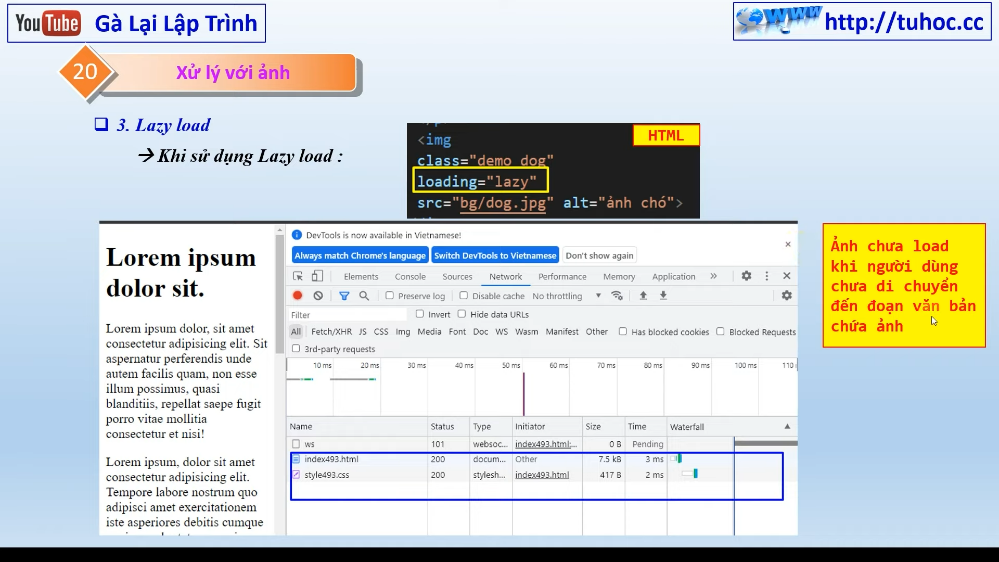 YouTube Gà Lại Lập Trình
WWW http://tuhoc.cc
20 Xử lý với ảnh
3. Lazy load
→ Khi sử dụng Lazy load :
HTML
<img
class="demo dog"
loading="lazy"
src="bg/dog.jpg" alt="ảnh chó">
Lorem ipsum
dolor sit.
Lorem ipsum dolor, sit amet
consectetur adipisicing elit. Sit
aspernatur perferendis unde
autem facilis quam, non esse
illum possimus, quasi
blanditiis, repellat saepe fugit
porro vitae mollitia
consectetur et nisi!
Lorem ipsum, dolor sit amet
consectetur adipisicing elit.
Tempore labore nostrum quo
adipisci amet exercitationem
iste asperiores debitis cumque
DevTools is now available in Vietnamese!
Always match Chrome's language Switch DevTools to Vietnamese Don't show again
Elements Console Sources Network Performance Memory Application
Preserve log Disable cache No throttling
Filter Invert Hide data URLs
All Fetch/XHR JS CSS Img Media Font Doc WS Wasm Manifest Other Has blocked cookies Blocked Requests
3rd-party requests
10 ms 20 ms 30 ms 40 ms 50 ms 60 ms 70 ms 80 ms 90 ms 100 ms 110
Name Status Type Initiator Size Time Waterfall
ws 101 websoc... index493.html:... 0 B Pending
index493.html 200 docum... Other 7.5 kB 3 ms
style493.css 200 stylesh... index493.html 417 B 2 ms
Ảnh chưa load
khi người dùng
chưa di chuyển
đến đoạn văn bản
chứa ảnh